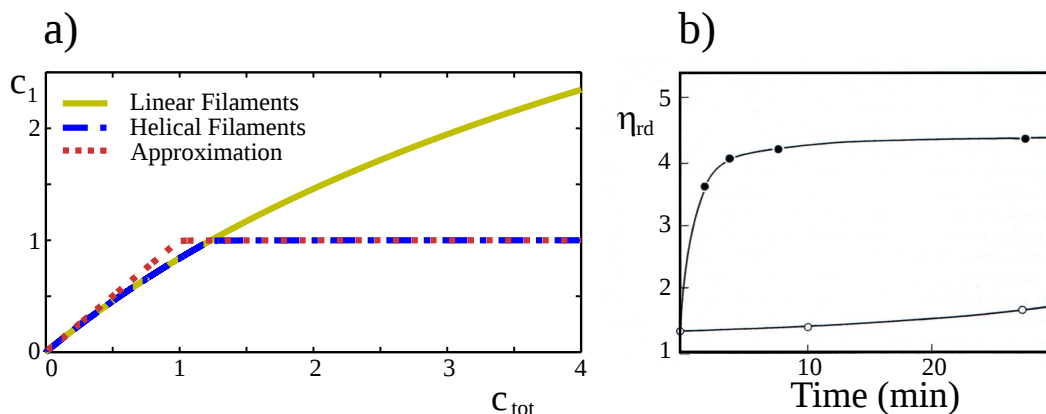 a)
c1
2
1
0
Linear Filaments
Helical Filaments
Approximation
0
1
2
3
4
c tot
b)
ηrd
5
4
3
2
1
10
20
Time (min)